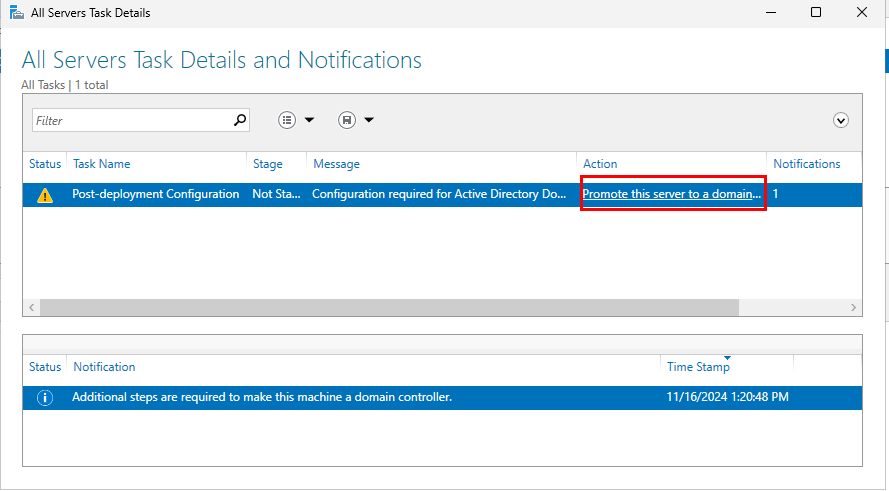 All Servers Task Details
All Servers Task Details and Notifications
All Tasks | 1 total
Filter
Status Task Name Stage Message Action Notifications
Post-deployment Configuration Not Sta... Configuration required for Active Directory Do... Promote this server to a domain... 1
Status Notification Time Stamp
Additional steps are required to make this machine a domain controller. 11/16/2024 1:20:48 PM